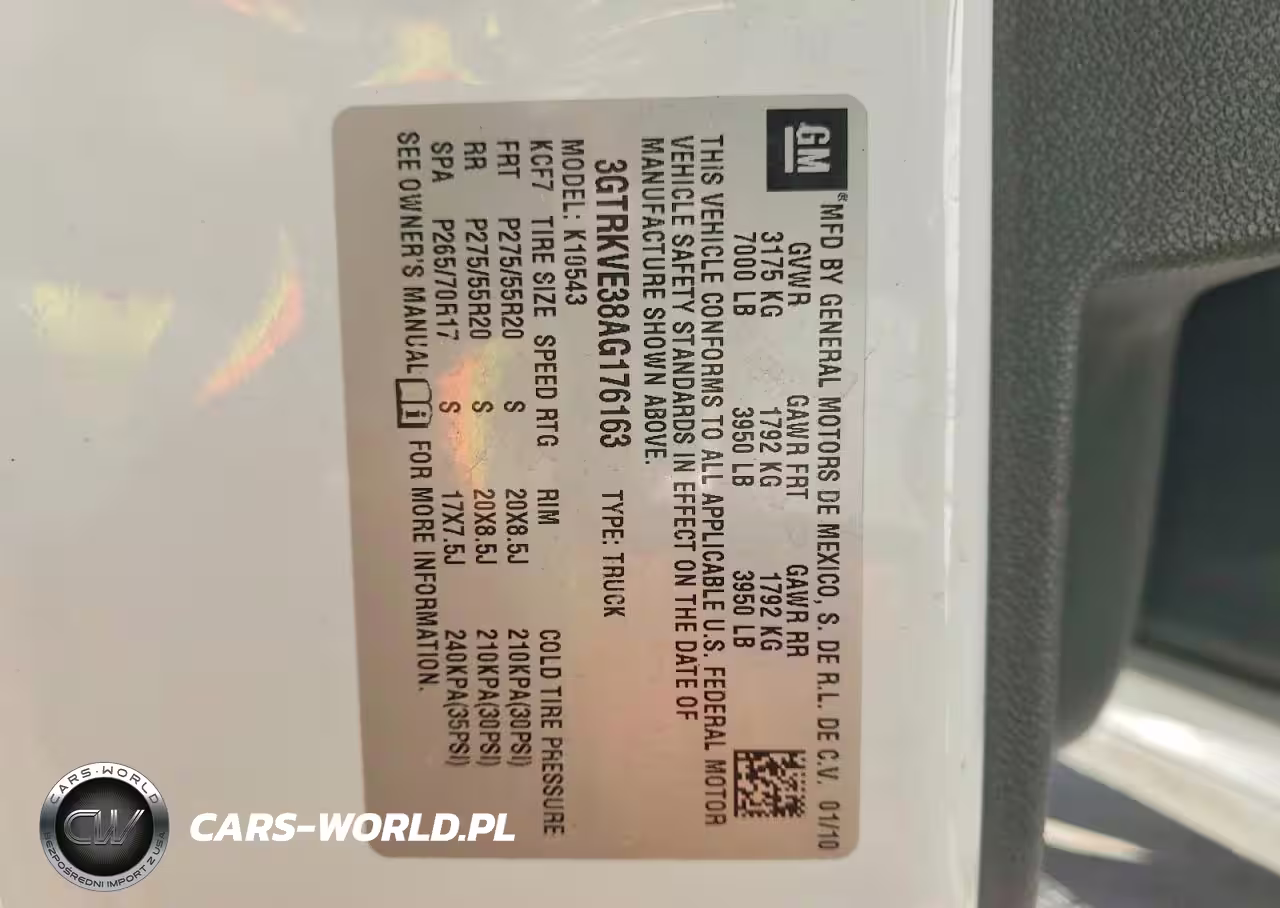 GM
® MFD BY GENERAL MOTORS DE MEXICO, S. DE R.L. DE C.V. 01/10
GVWR GAWR FRT GAWR RR
3175 KG 1792 KG 1792 KG
7000 LB 3950 LB 3950 LB
THIS VEHICLE CONFORMS TO ALL APPLICABLE U.S. FEDERAL MOTOR
VEHICLE SAFETY STANDARDS IN EFFECT ON THE DATE OF
MANUFACTURE SHOWN ABOVE.
3GTRKVE38AG176163 TYPE: TRUCK
MODEL: K10543
KCF7 TIRE SIZE SPEED RTG RIM COLD TIRE PRESSURE
FRT P275/55R20 S 20X8.5J 210KPA(30PSI)
RR P275/55R20 S 20X8.5J 210KPA(30PSI)
SPA P265/70R17 S 17X7.5J 240KPA(35PSI)
SEE OWNER'S MANUAL i FOR MORE INFORMATION.
CARS-WORLD
CW
BEZPOŚREDNI IMPORT Z USA
CARS-WORLD.PL